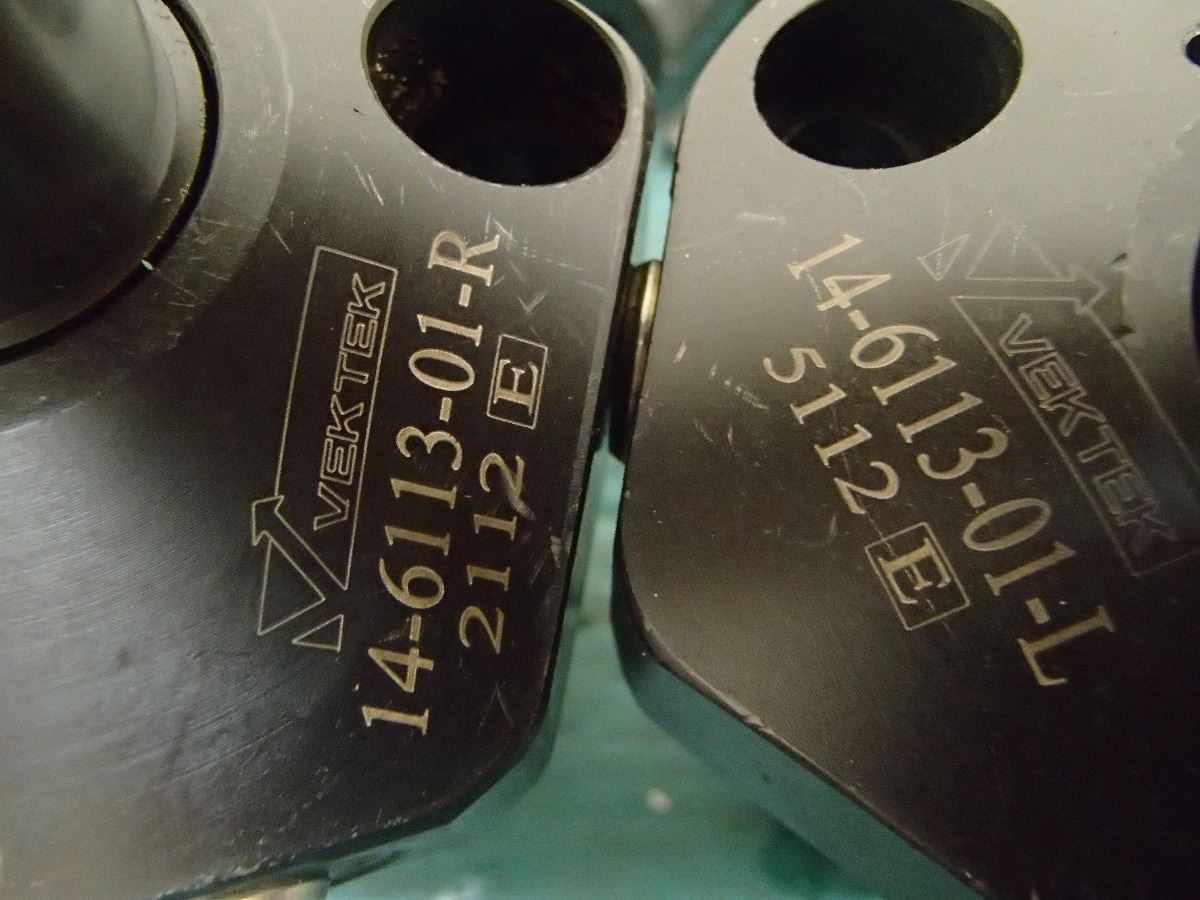 VEKTEK
14-6113-01-R
2112 E
VEKTEK
14-6113-01-L
5112 E